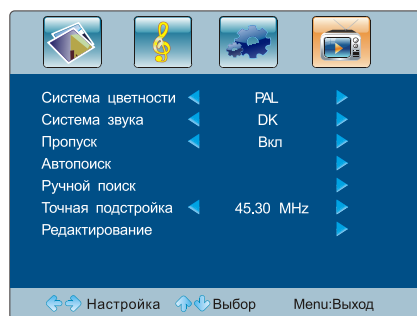 Система цветности PAL
Система звука DK
Пропуск Вкл
Автопоиск
Ручной поиск
Точная подстройка 45.30 MHz
Редактирование
Настройка Выбор Menu:Выход